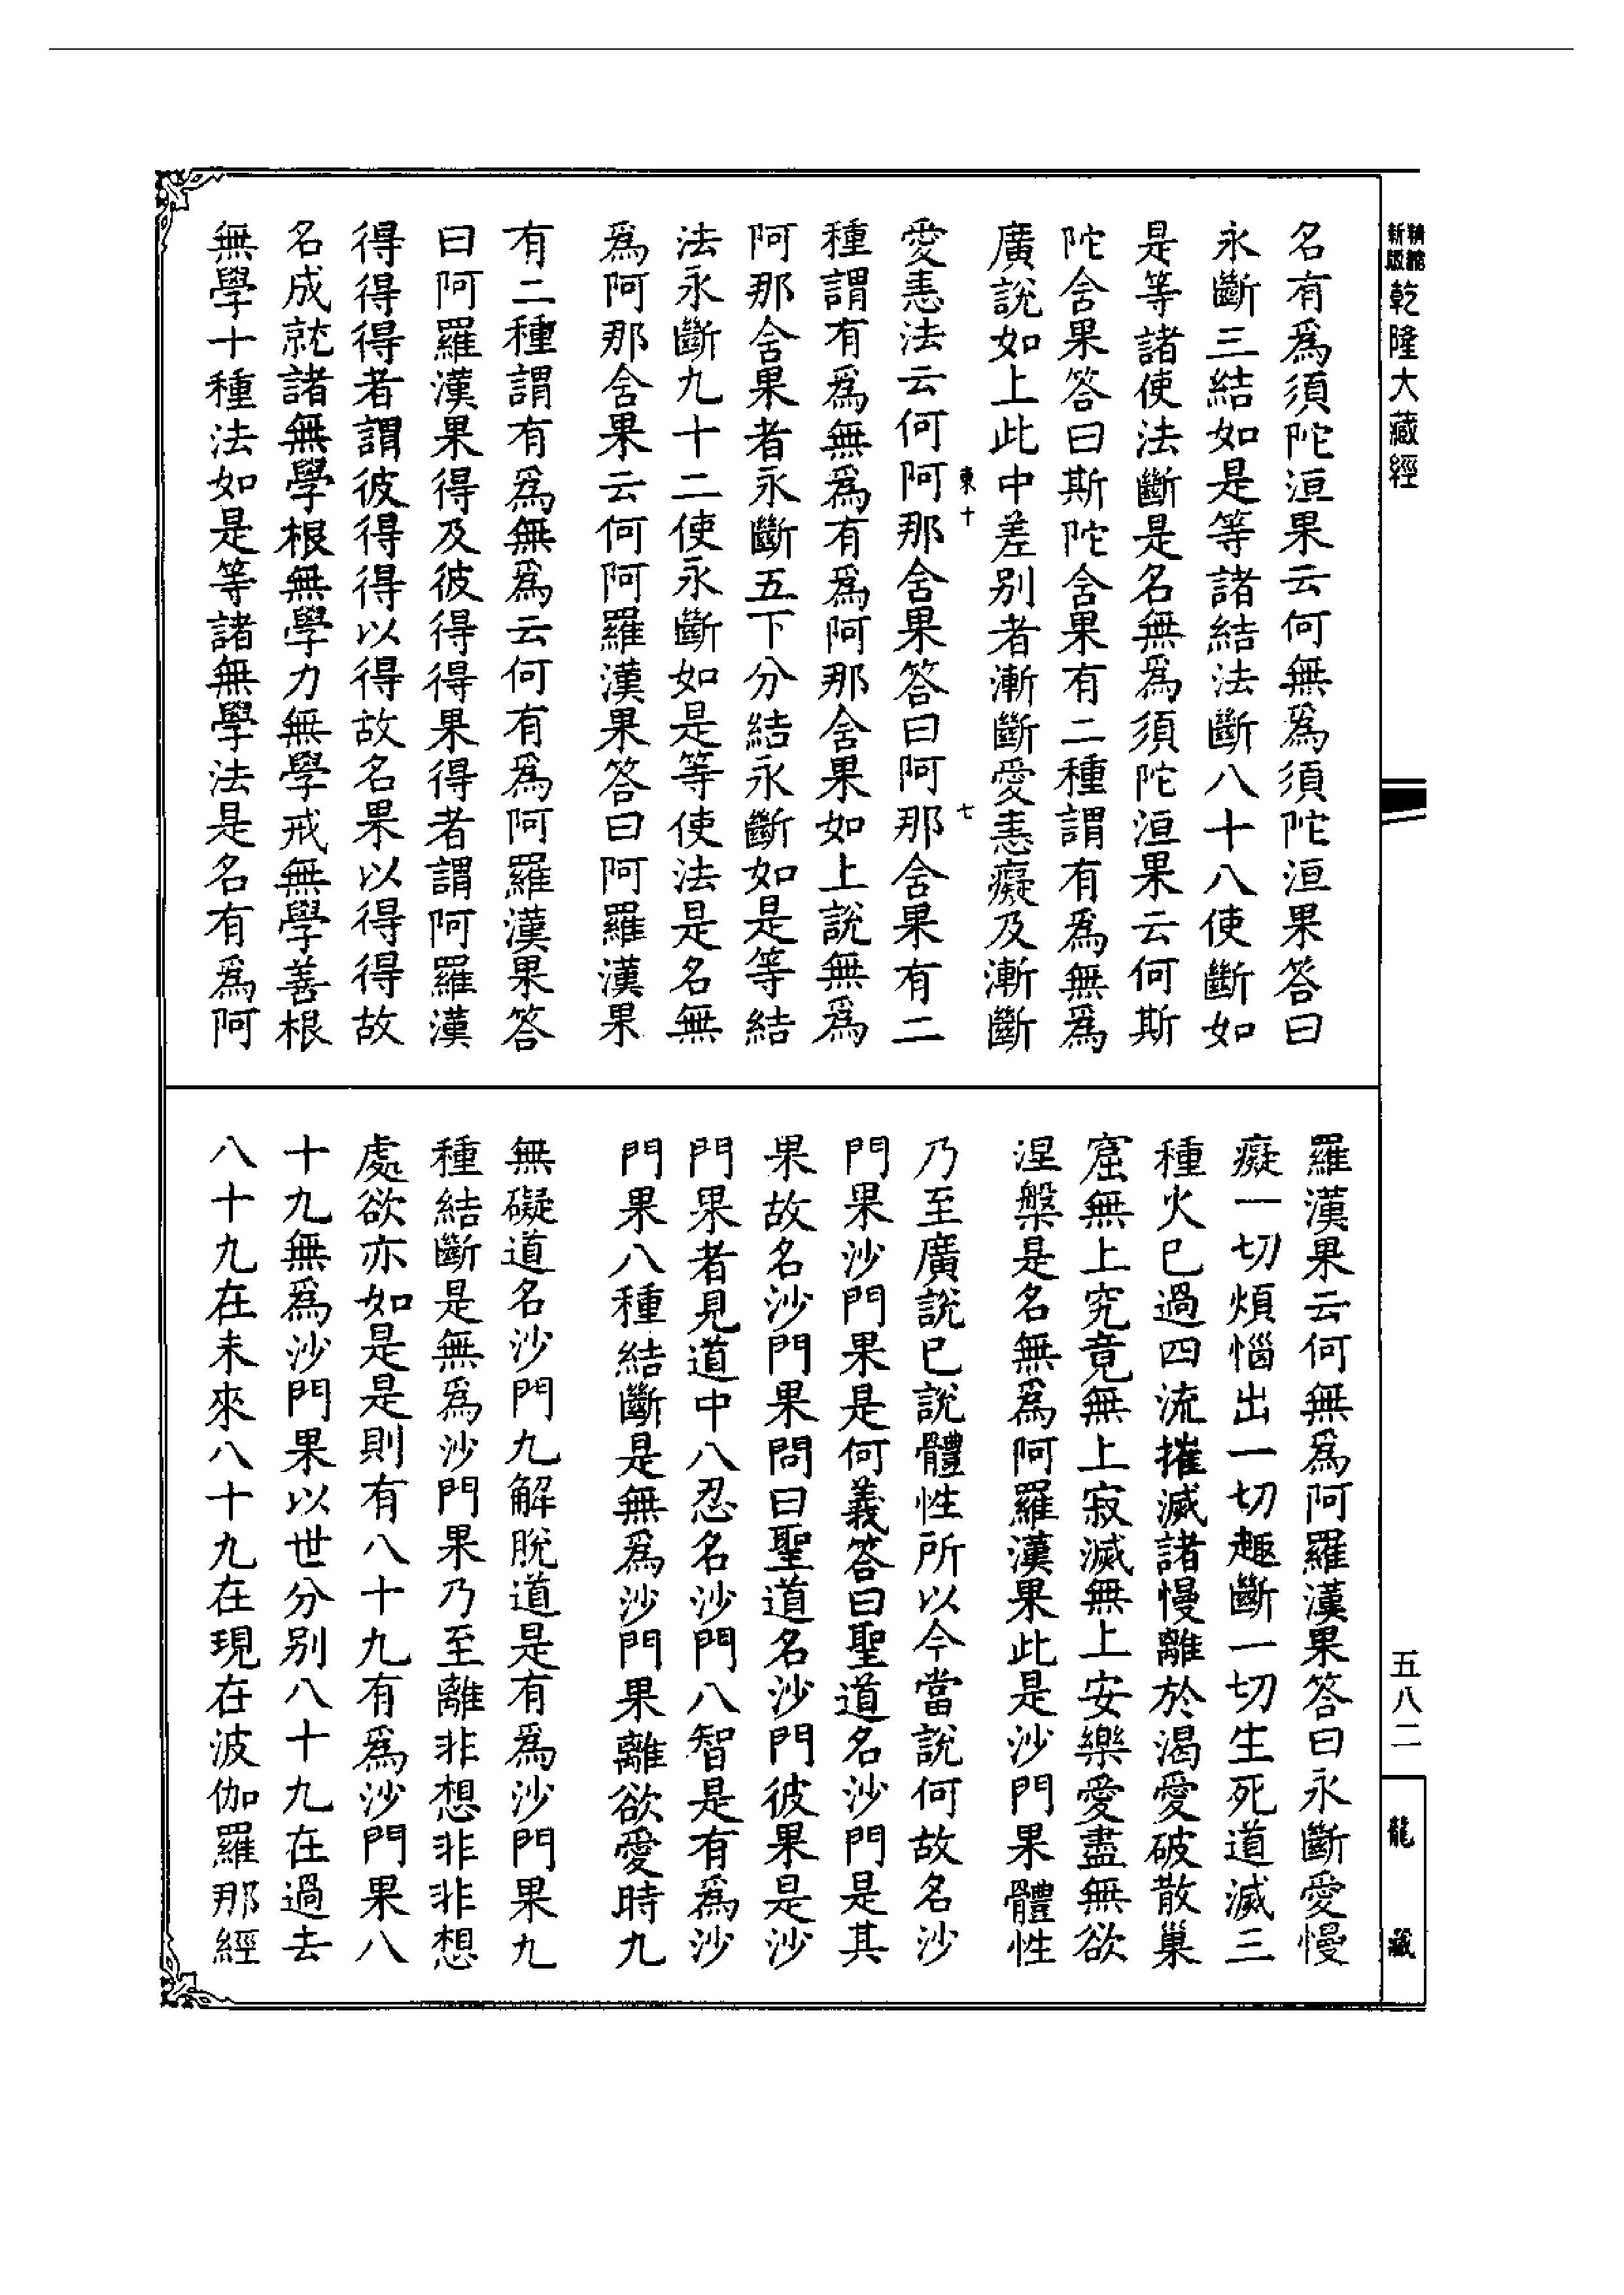 精縮新版乾隆大藏經
五八二
龍藏
名有爲須陀洹果云何無爲須陀洹果答曰
永斷三結如是等諸結法斷八十八使斷如
是等諸使法斷是名無爲須陀洹果云何斯
陀含果答曰斯陀含果有二種謂有爲無爲
廣說如上此中差別者漸斷愛恚癡及漸斷
東十　七
愛恚法云何阿那含果答曰阿那含果有二
種謂有爲無爲有爲阿那含果如上說無爲
阿那含果者永斷五下分結永斷如是等結
法永斷九十二使永斷如是等使法是名無
爲阿那含果云何阿羅漢果答曰阿羅漢果
有二種謂有爲無爲云何有爲阿羅漢果答
曰阿羅漢果得及彼得得果得者謂阿羅漢
得得得者謂彼得得得以得故名果以得得故
名成就諸無學根無學力無學戒無學善根
無學十種法如是等諸無學法是名有爲阿
羅漢果云何無爲阿羅漢果答曰永斷愛慢
癡一切煩惱出一切趣斷一切生死道滅三
種火已過四流摧滅諸慢離於渴愛破散巢
窟無上究竟無上寂滅無上安樂愛盡無欲
涅槃是名無爲阿羅漢果此是沙門果體性
乃至廣說已說體性所以今當說何故名沙
門果沙門果是何義答曰聖道名沙門是其
果故名沙門果問曰聖道名沙門彼果是沙
門果者見道中八忍名沙門八智是有爲沙
門果八種結斷是無爲沙門果離欲愛時九
無礙道名沙門九解脫道是有爲沙門果九
種結斷是無爲沙門果乃至離非想非非想
處欲亦如是是則有八十九有爲沙門果八
十九無爲沙門果以世分別八十九在過去
八十九在未來八十九在現在波伽羅那經